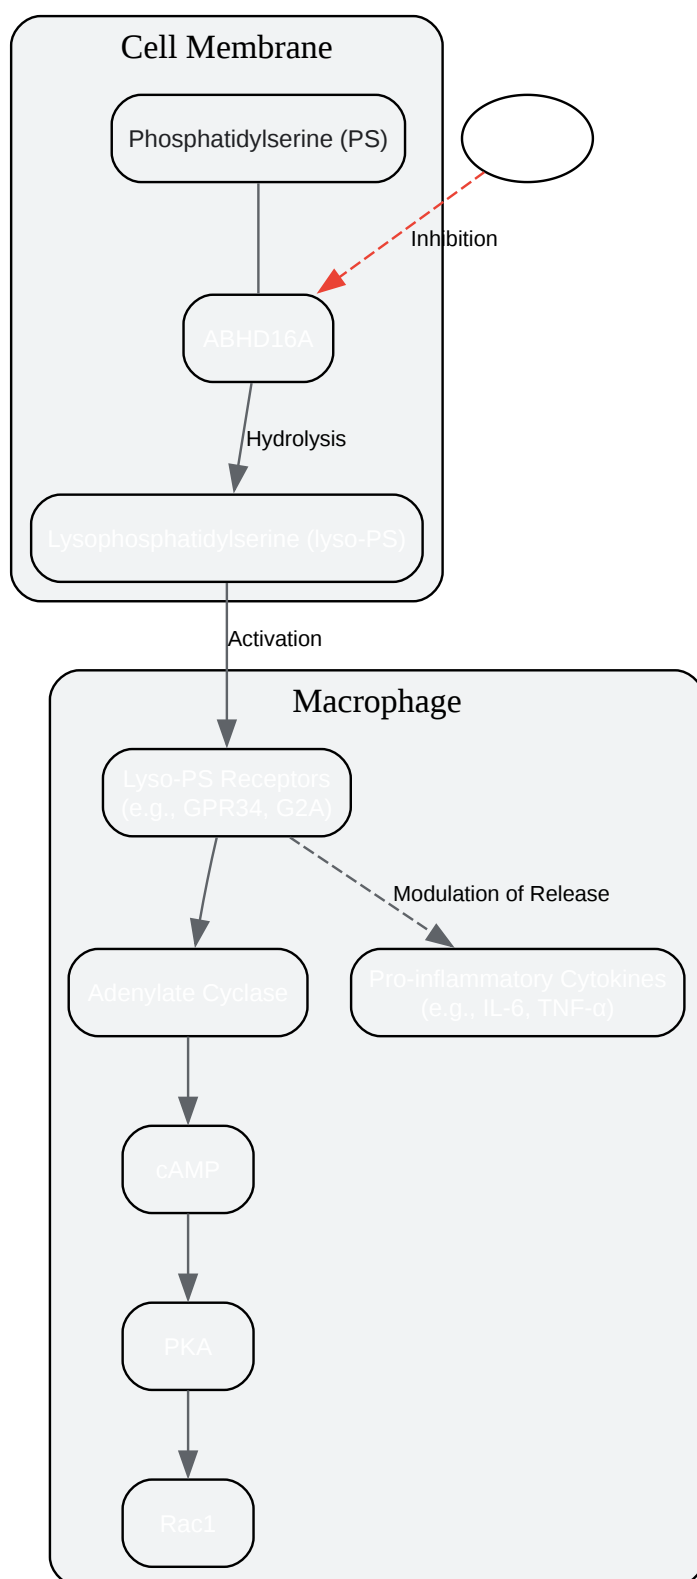 Cell Membrane
Phosphatidylserine (PS)
Inhibition
ABHD16A
Hydrolysis
Lysophosphatidylserine (lyso-PS)
Activation
Macrophage
Lyso-PS Receptors
(e.g., GPR34, G2A)
Modulation of Release
Adenylate Cyclase
Pro-inflammatory Cytokines
(e.g., IL-6, TNF-α)
cAMP
PKA
Rac1